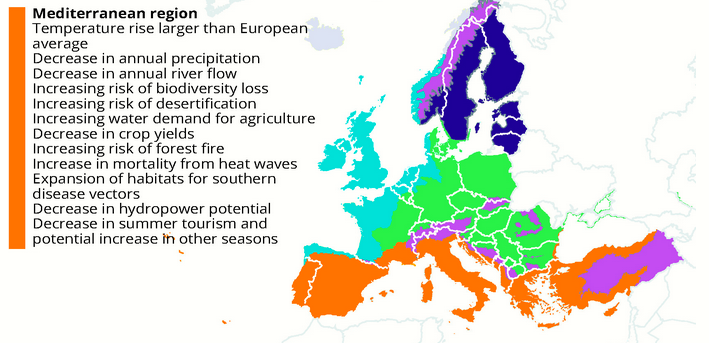 Mediterranean region
Temperature rise larger than European
average
Decrease in annual precipitation
Decrease in annual river flow
Increasing risk of biodiversity loss
Increasing risk of desertification
Increasing water demand for agriculture
Decrease in crop yields
Increasing risk of forest fire
Increase in mortality from heat waves
Expansion of habitats for southern
disease vectors
Decrease in hydropower potential
Decrease in summer tourism and
potential increase in other seasons